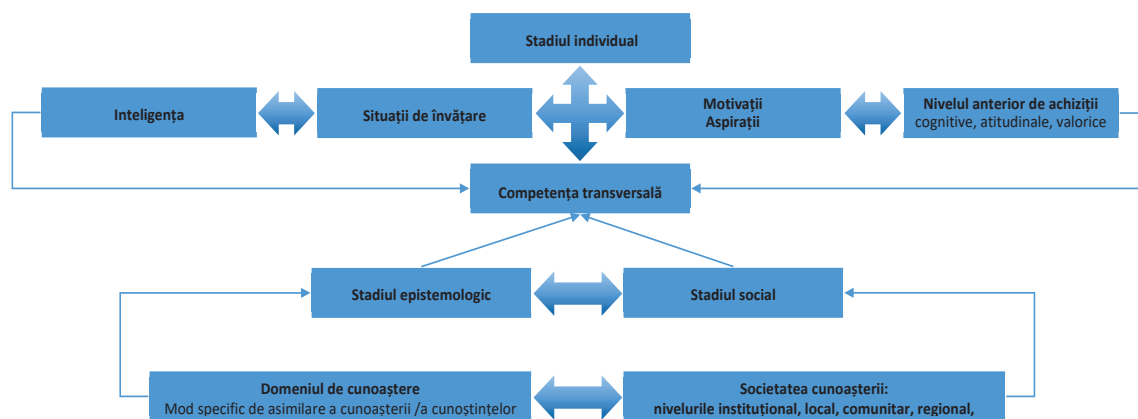 Stadiul individual
Inteligența
Situații de învățare
Motivații
Aspirații
Nivelul anterior de achiziții
cognitive, atitudinale, valorice
Competența transversală
Stadiul epistemologic
Stadiul social
Domeniul de cunoaștere
Mod specific de asimilare a cunoașterii /a cunoștințelor
Societatea cunoașterii:
nivelurile instituțional, local, comunitar, regional,